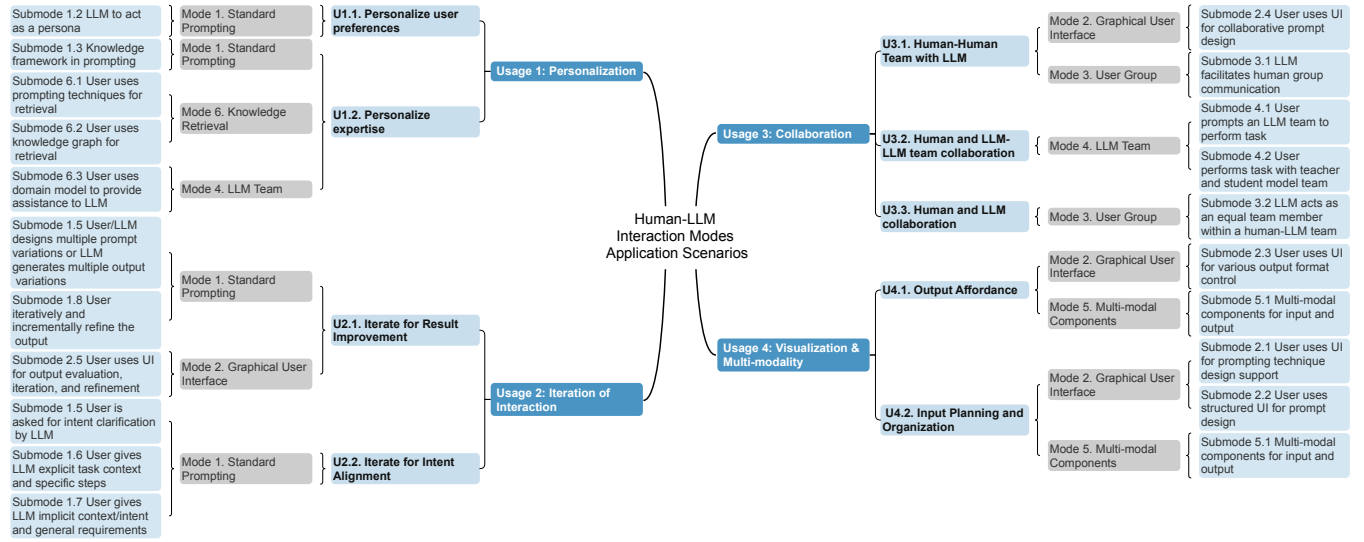 Human-LLM
Interaction Modes
Application Scenarios
Usage 1: Personalization
U1.1. Personalize user
preferences
Mode 1. Standard
Prompting
Submode 1.2 LLM to act
as a persona
U1.2. Personalize
expertise
Mode 1. Standard
Prompting
Submode 1.3 Knowledge
framework in prompting
Mode 6. Knowledge
Retrieval
Submode 6.1 User uses
prompting techniques for
retrieval
Submode 6.2 User uses
knowledge graph for
retrieval
Mode 4. LLM Team
Submode 6.3 User uses
domain model to provide
assistance to LLM
Usage 2: Iteration of
Interaction
U2.1. Iterate for Result
Improvement
Mode 1. Standard
Prompting
Submode 1.5 User/LLM
designs multiple prompt
variations or LLM
generates multiple output
variations
Submode 1.8 User
iteratively and
incrementally refine the
output
Mode 2. Graphical User
Interface
Submode 2.5 User uses UI
for output evaluation,
iteration, and refinement
U2.2. Iterate for Intent
Alignment
Mode 1. Standard
Prompting
Submode 1.5 User is
asked for intent clarification
by LLM
Submode 1.6 User gives
LLM explicit task context
and specific steps
Submode 1.7 User gives
LLM implicit context/intent
and general requirements
Usage 3: Collaboration
U3.1. Human-Human
Team with LLM
Mode 2. Graphical User
Interface
Submode 2.4 User uses UI
for collaborative prompt
design
Mode 3. User Group
Submode 3.1 LLM
facilitates human group
communication
U3.2. Human and LLM-
LLM team collaboration
Mode 4. LLM Team
Submode 4.1 User
prompts an LLM team to
perform task
Submode 4.2 User
performs task with teacher
and student model team
U3.3. Human and LLM
collaboration
Mode 3. User Group
Submode 3.2 LLM acts as
an equal team member
within a human-LLM team
Usage 4: Visualization &
Multi-modality
U4.1. Output Affordance
Mode 2. Graphical User
Interface
Submode 2.3 User uses UI
for various output format
control
Mode 5. Multi-modal
Components
Submode 5.1 Multi-modal
components for input and
output
U4.2. Input Planning and
Organization
Mode 2. Graphical User
Interface
Submode 2.1 User uses UI
for prompting technique
design support
Submode 2.2 User uses
structured UI for prompt
design
Mode 5. Multi-modal
Components
Submode 5.1 Multi-modal
components for input and
output